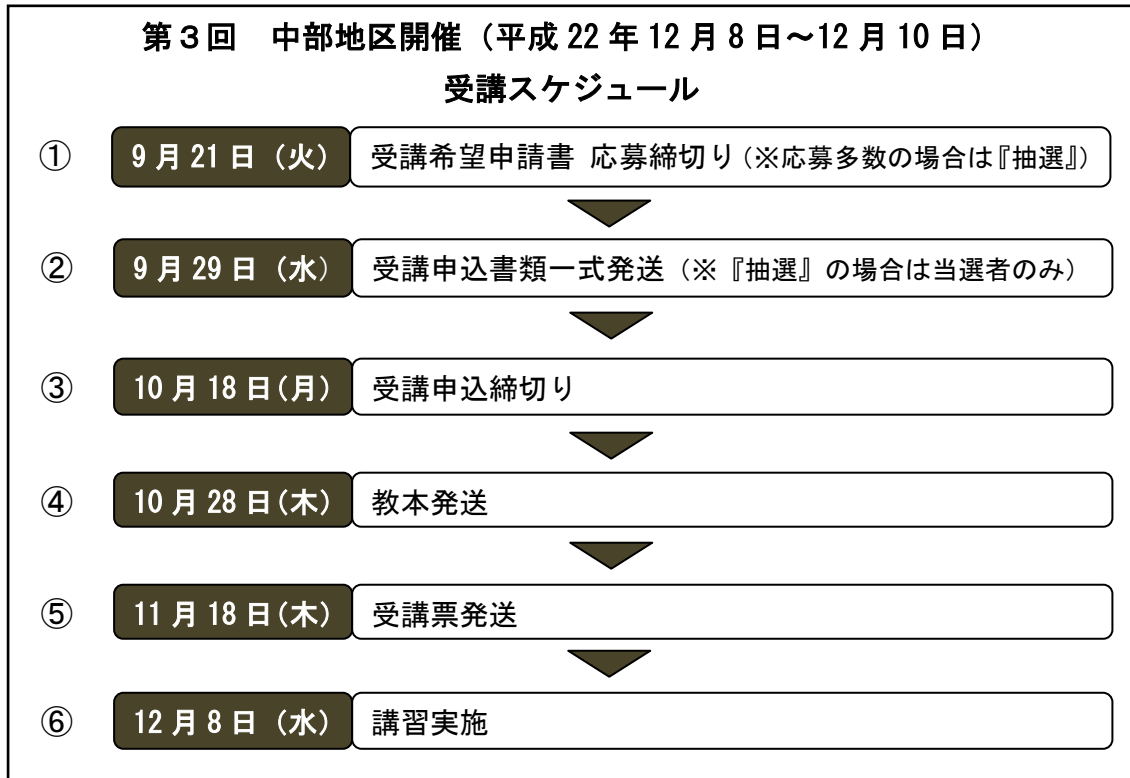 第３回　中部地区開催（平成 22 年 12 月 8 日～12 月 10 日）
受講スケジュール
① 9 月 21 日（火） 受講希望申請書 応募締切り（※応募多数の場合は『抽選』）
② 9 月 29 日（水） 受講申込書類一式発送（※『抽選』の場合は当選者のみ）
③ 10 月 18 日（月） 受講申込締切り
④ 10 月 28 日（木） 教本発送
⑤ 11 月 18 日（木） 受講票発送
⑥ 12 月 8 日（水） 講習実施